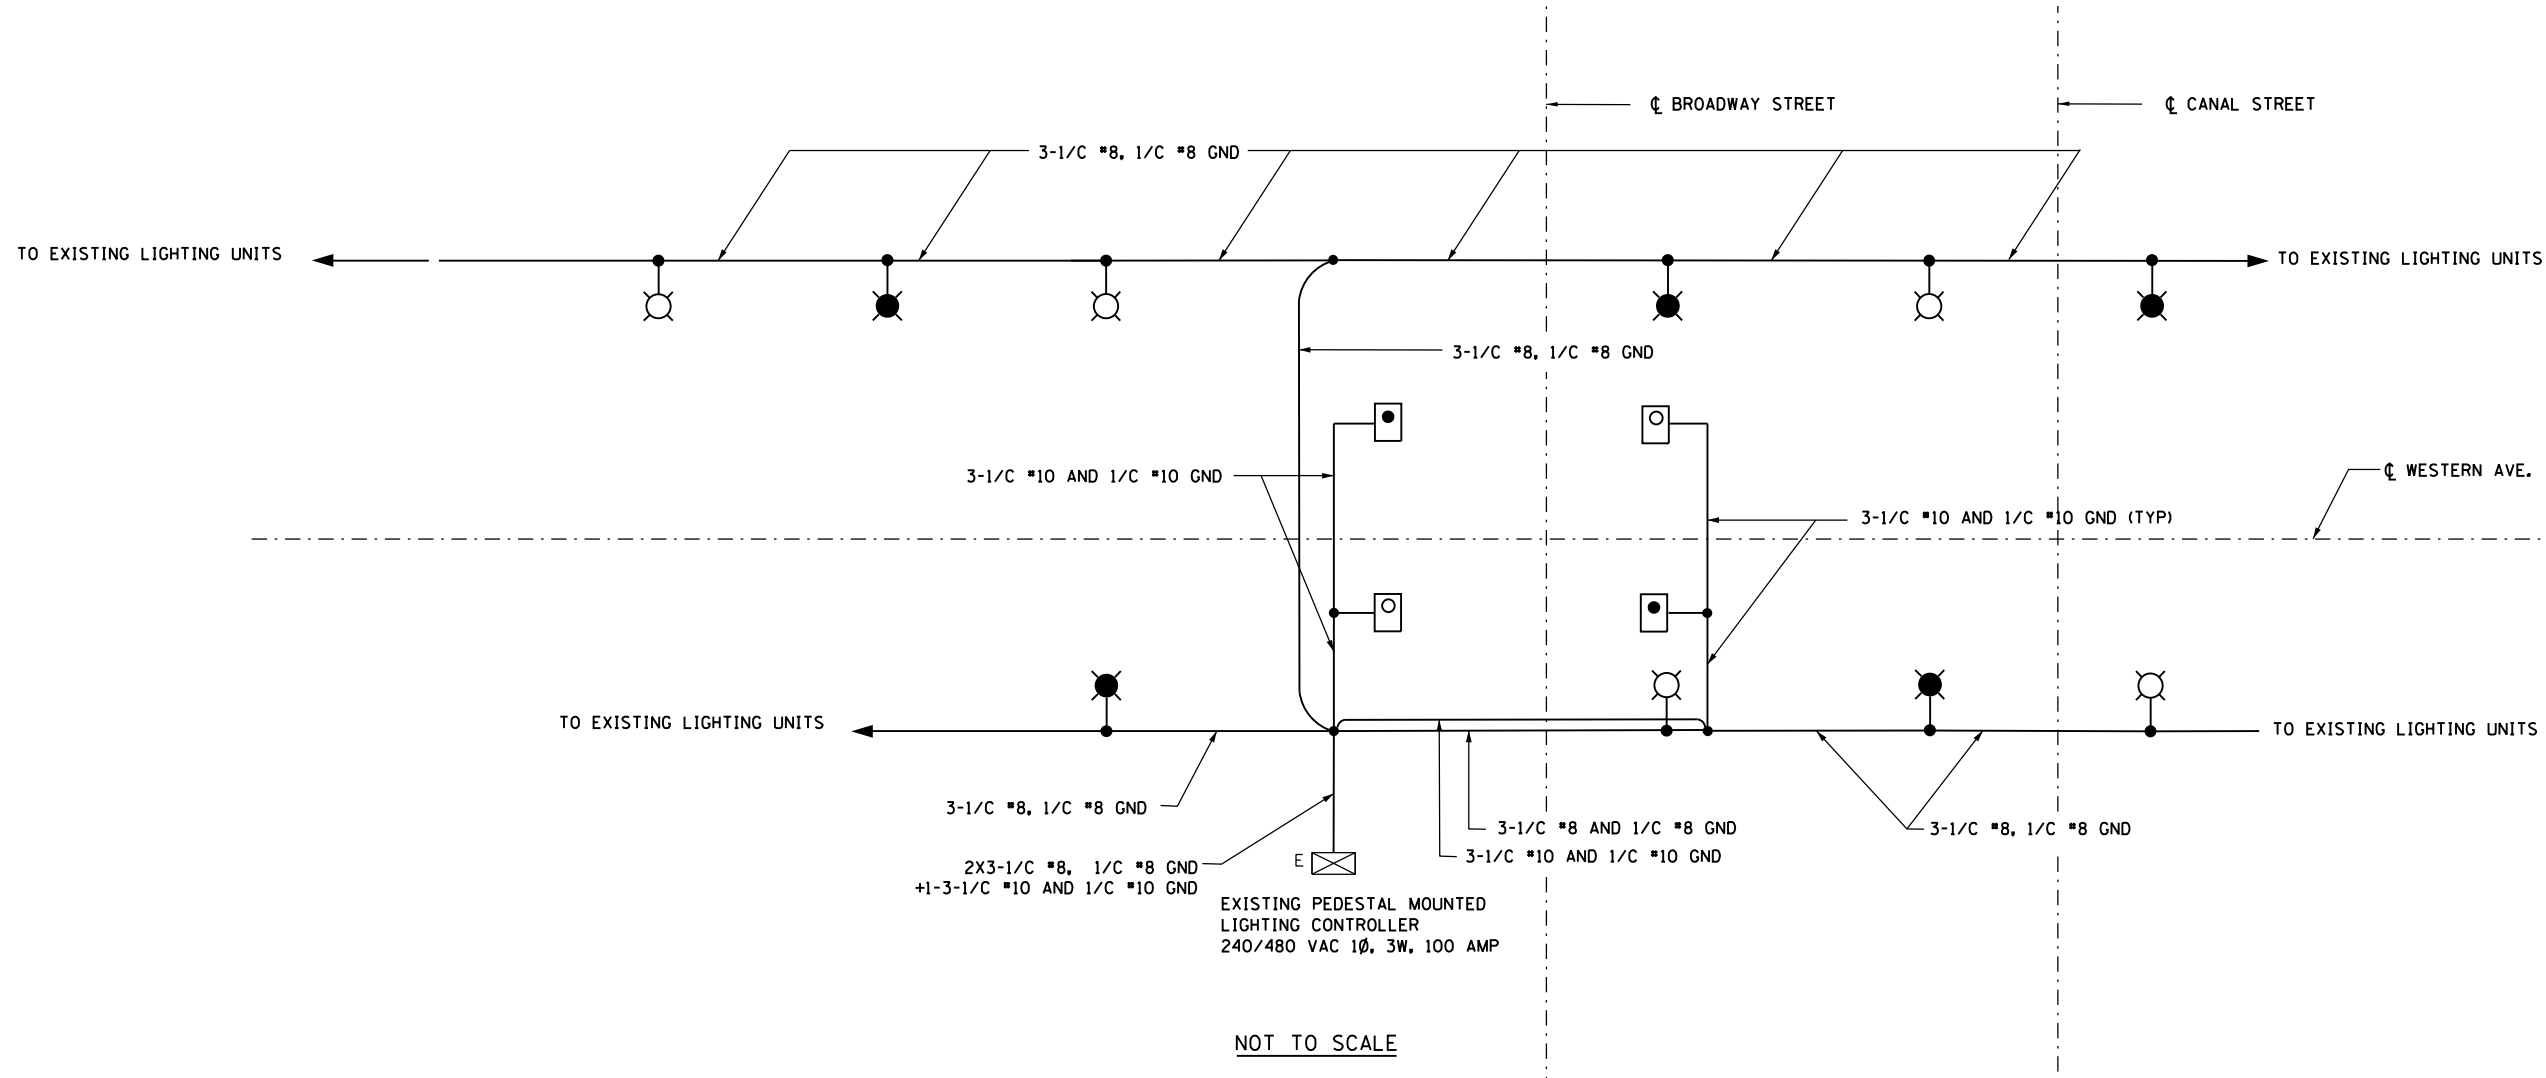 ℄ BROADWAY STREET
℄ CANAL STREET
3-1/C #8, 1/C #8 GND
TO EXISTING LIGHTING UNITS
TO EXISTING LIGHTING UNITS
3-1/C #8, 1/C #8 GND
3-1/C #10 AND 1/C #10 GND
℄ WESTERN AVE.
3-1/C #10 AND 1/C #10 GND (TYP)
TO EXISTING LIGHTING UNITS
TO EXISTING LIGHTING UNITS
3-1/C #8, 1/C #8 GND
3-1/C #8 AND 1/C #8 GND
3-1/C #8, 1/C #8 GND
3-1/C #10 AND 1/C #10 GND
2X3-1/C #8, 1/C #8 GND
+1-3-1/C #10 AND 1/C #10 GND
E
EXISTING PEDESTAL MOUNTED
LIGHTING CONTROLLER
240/480 VAC 1Ø, 3W, 100 AMP
NOT TO SCALE